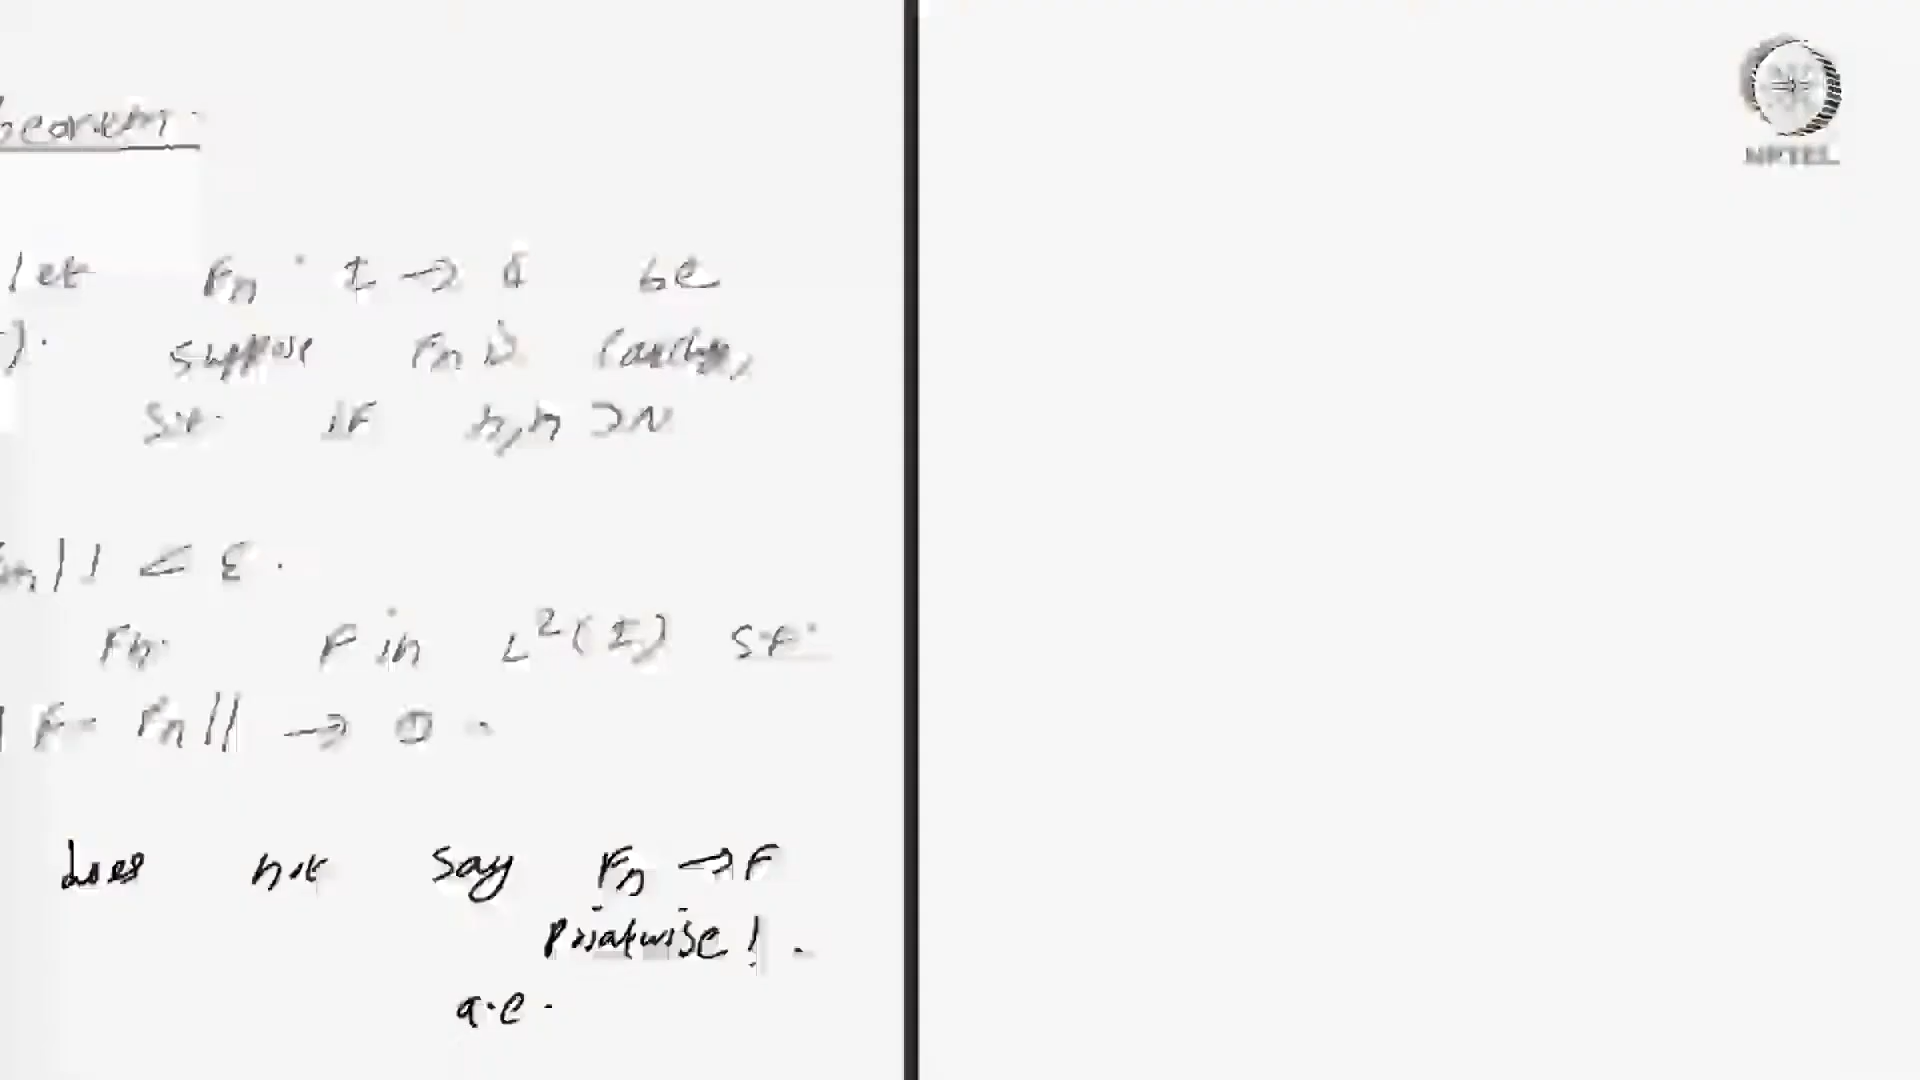 heorem.
let Fn : I → ¢ be
). suppose Fn is Cauchy,
s.t. if n,m > N
m|| < ε.
Fn. F in L²(I) s.t.
| F - Fn|| → 0.
does not say Fn → F
pointwise! .
a.e.
NPTEL